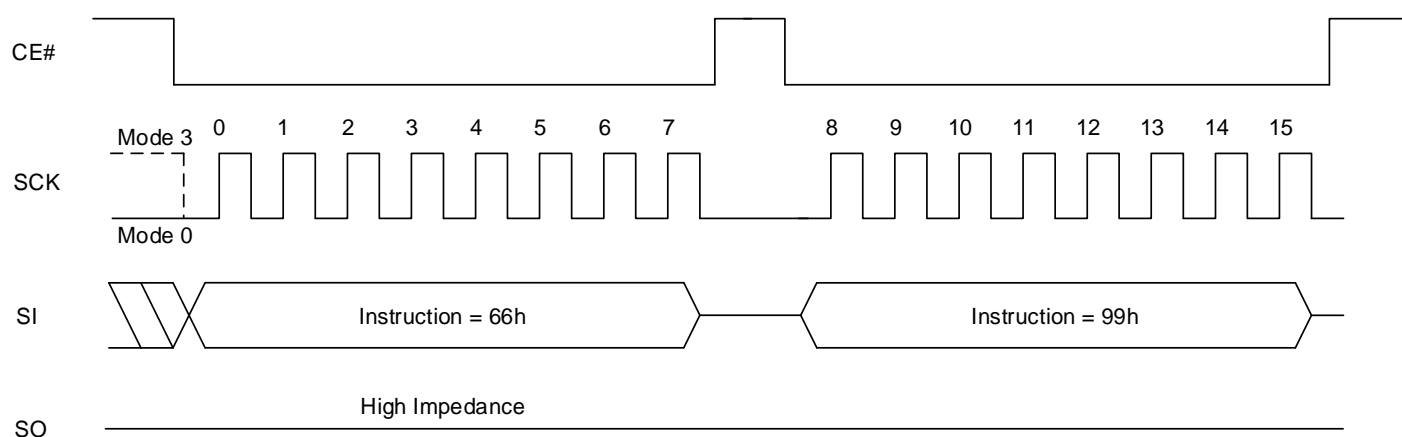 CE#
Mode 3
0 1 2 3 4 5 6 7 8 9 10 11 12 13 14 15
SCK
Mode 0
SI
Instruction = 66h
Instruction = 99h
High Impedance
SO